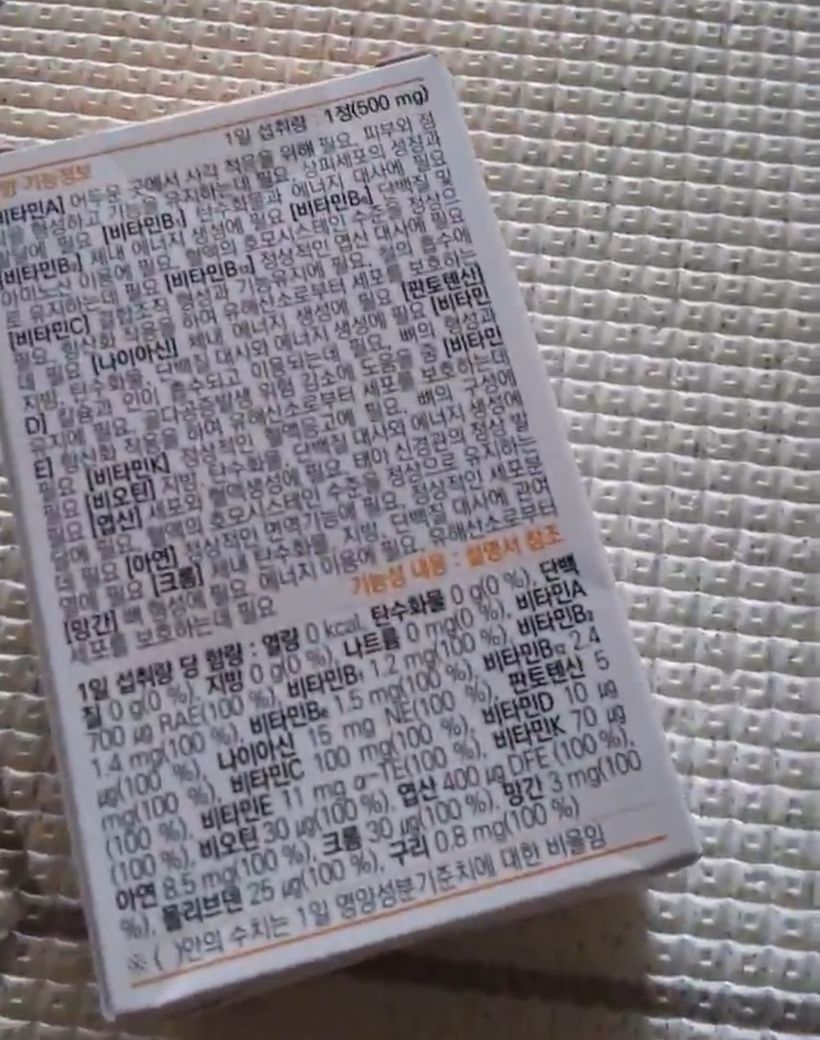 1일 섭취량 : 1정(500 mg)
양·기능정보
비타민A] 어두운 곳에서 시각 적응을 위해 필요, 피부와 점
막을 형성하고 기능을 유지하는데 필요, 상피세포의 성장과
발달에 필요 [비타민B₁] 탄수화물과 에너지 대사에 필요
[비타민B₂] 체내 에너지 생성에 필요 [비타민B₆] 단백질 및
아미노산 이용에 필요, 혈액의 호모시스테인 수준을 정상으
로 유지하는데 필요 [비타민B₁₂] 정상적인 엽산 대사에 필요
[비타민C] 결합조직 형성과 기능유지에 필요, 철의 흡수에
필요, 항산화 작용을 하여 유해산소로부터 세포를 보호하는
데 필요 [나이아신] 체내 에너지 생성에 필요 [판토텐산]
지방, 탄수화물, 단백질 대사와 에너지 생성에 필요 [비타민
D] 칼슘과 인이 흡수되고 이용되는데 필요, 뼈의 형성과
유지에 필요, 골다공증발생 위험 감소에 도움을 줌 [비타민
E] 항산화 작용을 하여 유해산소로부터 세포를 보호하는데
필요 [비타민K] 정상적인 혈액응고에 필요, 뼈의 구성에
필요 [비오틴] 지방, 탄수화물, 단백질 대사와 에너지 생성에
필요 [엽산] 세포와 혈액생성에 필요, 태아 신경관의 정상 발
달에 필요, 혈액의 호모시스테인 수준을 정상으로 유지하는
데 필요 [아연] 정상적인 면역기능에 필요, 정상적인 세포분
열에 필요 [크롬] 체내 탄수화물, 지방, 단백질 대사에 관여
[망간] 뼈 형성에 필요, 에너지 이용에 필요, 유해산소로부터
세포를 보호하는데 필요
기능성 내용 : 설명서 참조
1일 섭취량 당 함량 : 열량 0 kcal, 탄수화물 0 g(0 %), 단백
질 0 g(0 %), 지방 0 g(0 %), 나트륨 0 mg(0 %), 비타민A
700 μg RAE(100 %), 비타민B₁ 1.2 mg(100 %), 비타민B₂
1.4 mg(100 %), 비타민B₆ 1.5 mg(100 %), 비타민B₁₂ 2.4
μg(100 %), 나이아신 15 mg NE(100 %), 판토텐산 5
mg(100 %), 비타민C 100 mg(100 %), 비타민D 10 μg
(100 %), 비타민E 11 mg α-TE(100 %), 비타민K 70 μg
(100 %), 비오틴 30 μg(100 %), 엽산 400 μg DFE (100 %),
아연 8.5 mg(100 %), 크롬 30 μg(100 %), 망간 3 mg(100
%), 몰리브덴 25 μg(100 %), 구리 0.8 mg(100 %)
※ ( )안의 수치는 1일 영양성분기준치에 대한 비율임